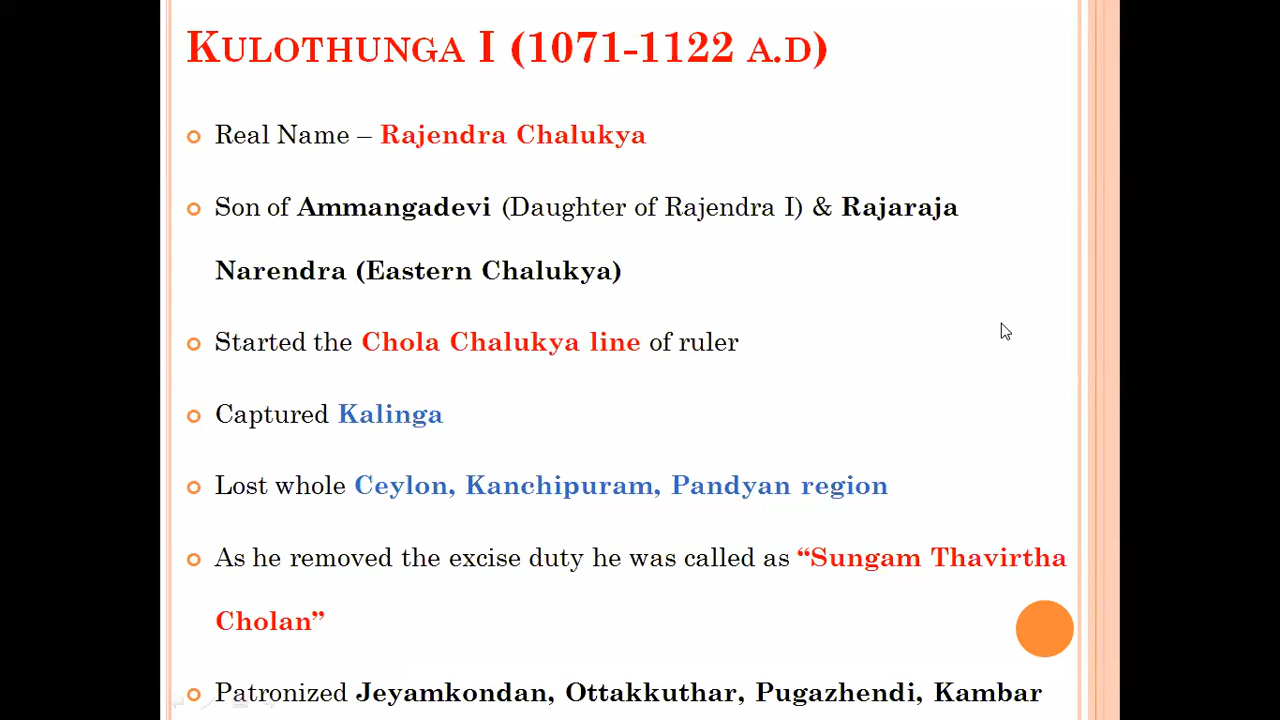 KULOTHUNGA I (1071-1122 A.D)
Real Name – Rajendra Chalukya
Son of Ammangadevi (Daughter of Rajendra I) & Rajaraja
Narendra (Eastern Chalukya)
Started the Chola Chalukya line of ruler
Captured Kalinga
Lost whole Ceylon, Kanchipuram, Pandyan region
As he removed the excise duty he was called as “Sungam Thavirtha
Cholan”
Patronized Jeyamkondan, Ottakkuthar, Pugazhendi, Kambar